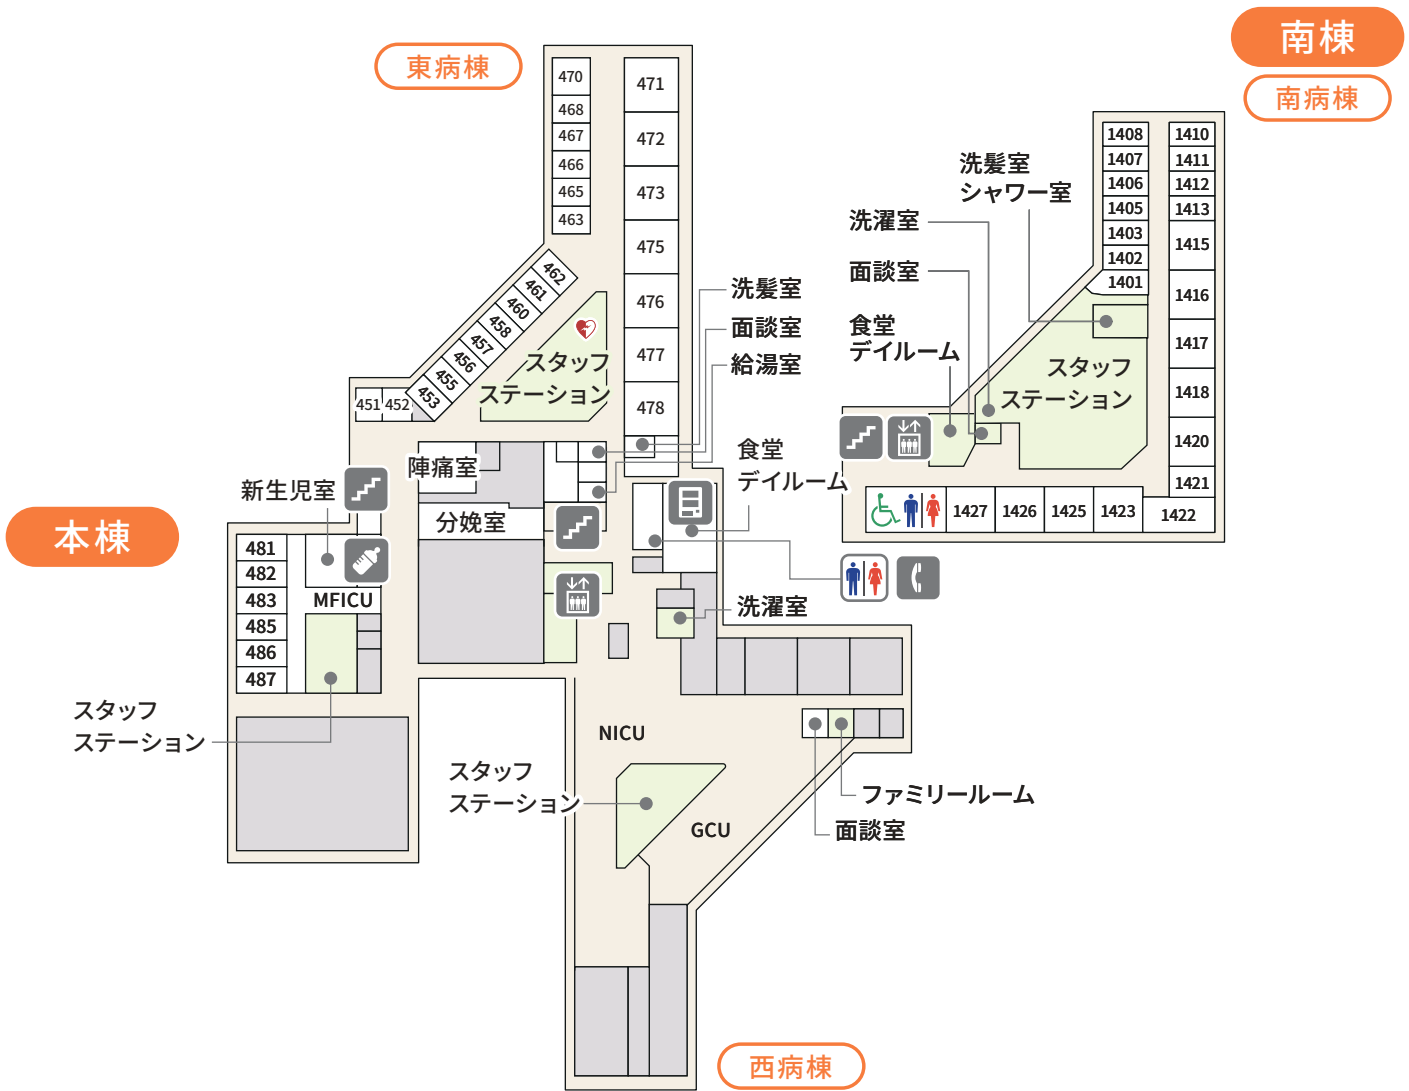 東病棟
南棟
南病棟
470
468
467
466
465
463
471
472
473
475
476
477
478
462
461
460
458
457
456
455
453
452
451
スタッフ
ステーション
洗髪室
面談室
給湯室
食堂
デイルーム
陣痛室
分娩室
新生児室
本棟
481
482
483
485
486
487
MFICU
スタッフ
ステーション
洗濯室
NICU
スタッフ
ステーション
GCU
ファミリールーム
面談室
西病棟
洗髪室
シャワー室
洗濯室
面談室
食堂
デイルーム
スタッフ
ステーション
1408
1407
1406
1405
1403
1402
1401
1410
1411
1412
1413
1415
1416
1417
1418
1420
1421
1427
1426
1425
1423
1422